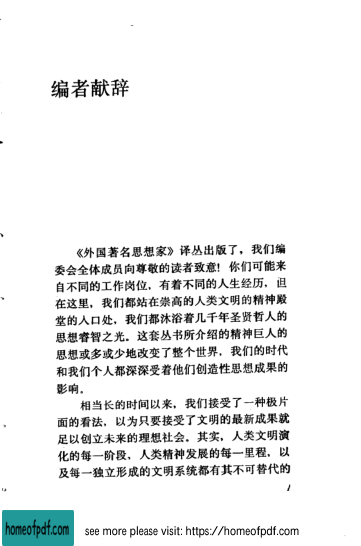 编者献辞
《外国著名思想家》译丛出版了，我们编
委会全体成员向尊敬的读者致意！你们可能来
自不同的工作岗位，有着不同的人生经历，但
在这里，我们都站在崇高的人类文明的精神殿
堂的人口处，我们都沐浴着几千年圣贤哲人的
思想睿智之光。这套丛书所介绍的精神巨人的
思想或多或少地改变了整个世界，我们的时代
和我们个人都深深受着他们创造性思想成果的
影响。
相当长的时间以来，我们接受了一种极片
面的看法，以为只要接受了文明的最新成果就
足以创立未来的理想社会。其实，人类文明演
化的每一阶段，人类精神发展的每一里程，以
及每一独立形成的文明系统都有其不可替代的
1
homeofpdf.com
see more please visit: https://homeofpdf.com